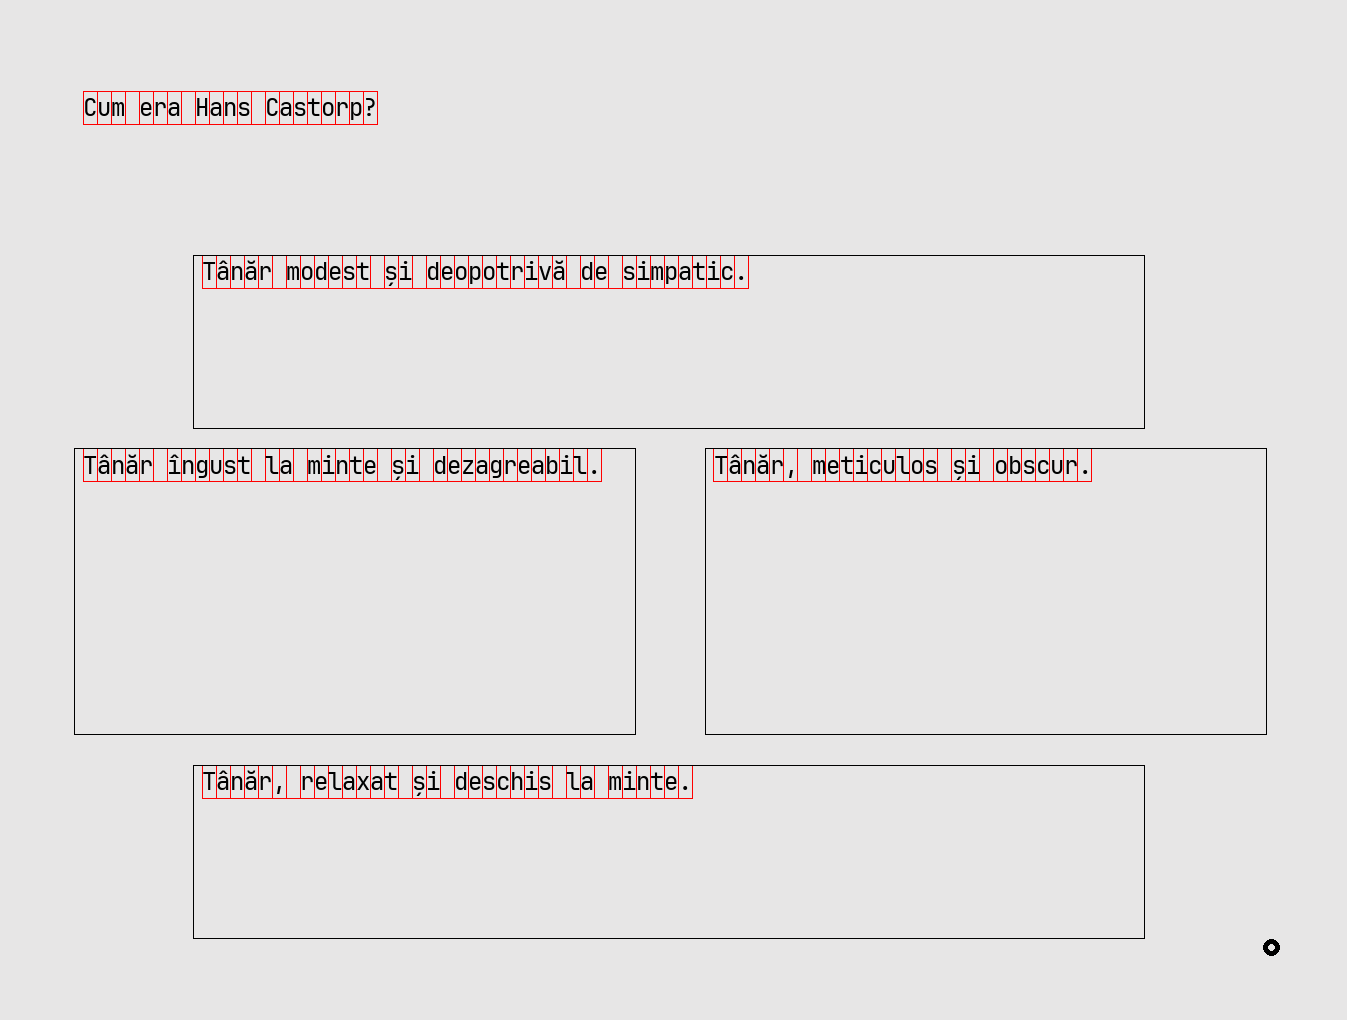 Cum era Hans Castorp?
Tânăr modest și deopotrivă de simpatic.
Tânăr îngust la minte și dezagreabil.
Tânăr, meticulos și obscur.
Tânăr, relaxat și deschis la minte.